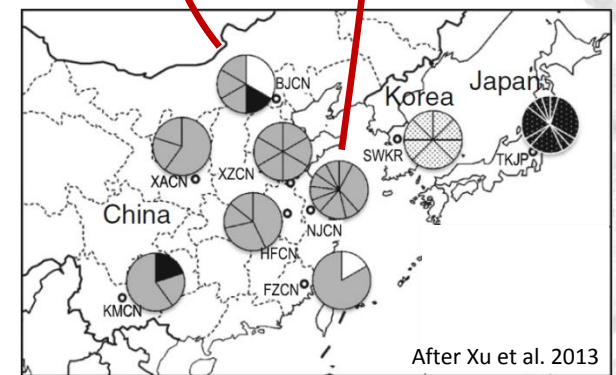 BJCN
Japan
Korea
SWKR
TKJP
XZCN
XACN
China
NJCN
HFCN
FZCN
KMCN
After Xu et al. 2013